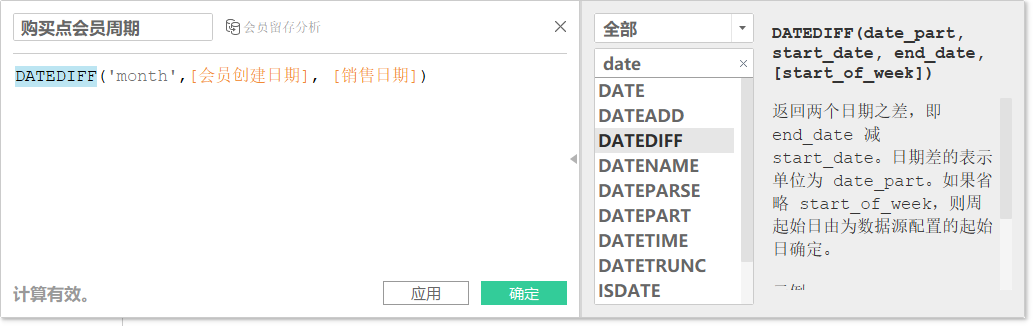 购买点会员周期
会员留存分析
DATEDIFF('month',[会员创建日期], [销售日期])
计算有效。
应用
确定
全部
date
DATE
DATEADD
DATEDIFF
DATENAME
DATEPARSE
DATEPART
DATETIME
DATETRUNC
ISDATE
DATEDIFF(date_part,
start_date, end_date,
[start_of_week])
返回两个日期之差，即
end_date 减
start_date。日期差的表示
单位为 date_part。如果省
略 start_of_week，则周
起始日由为数据源配置的起始
日确定。